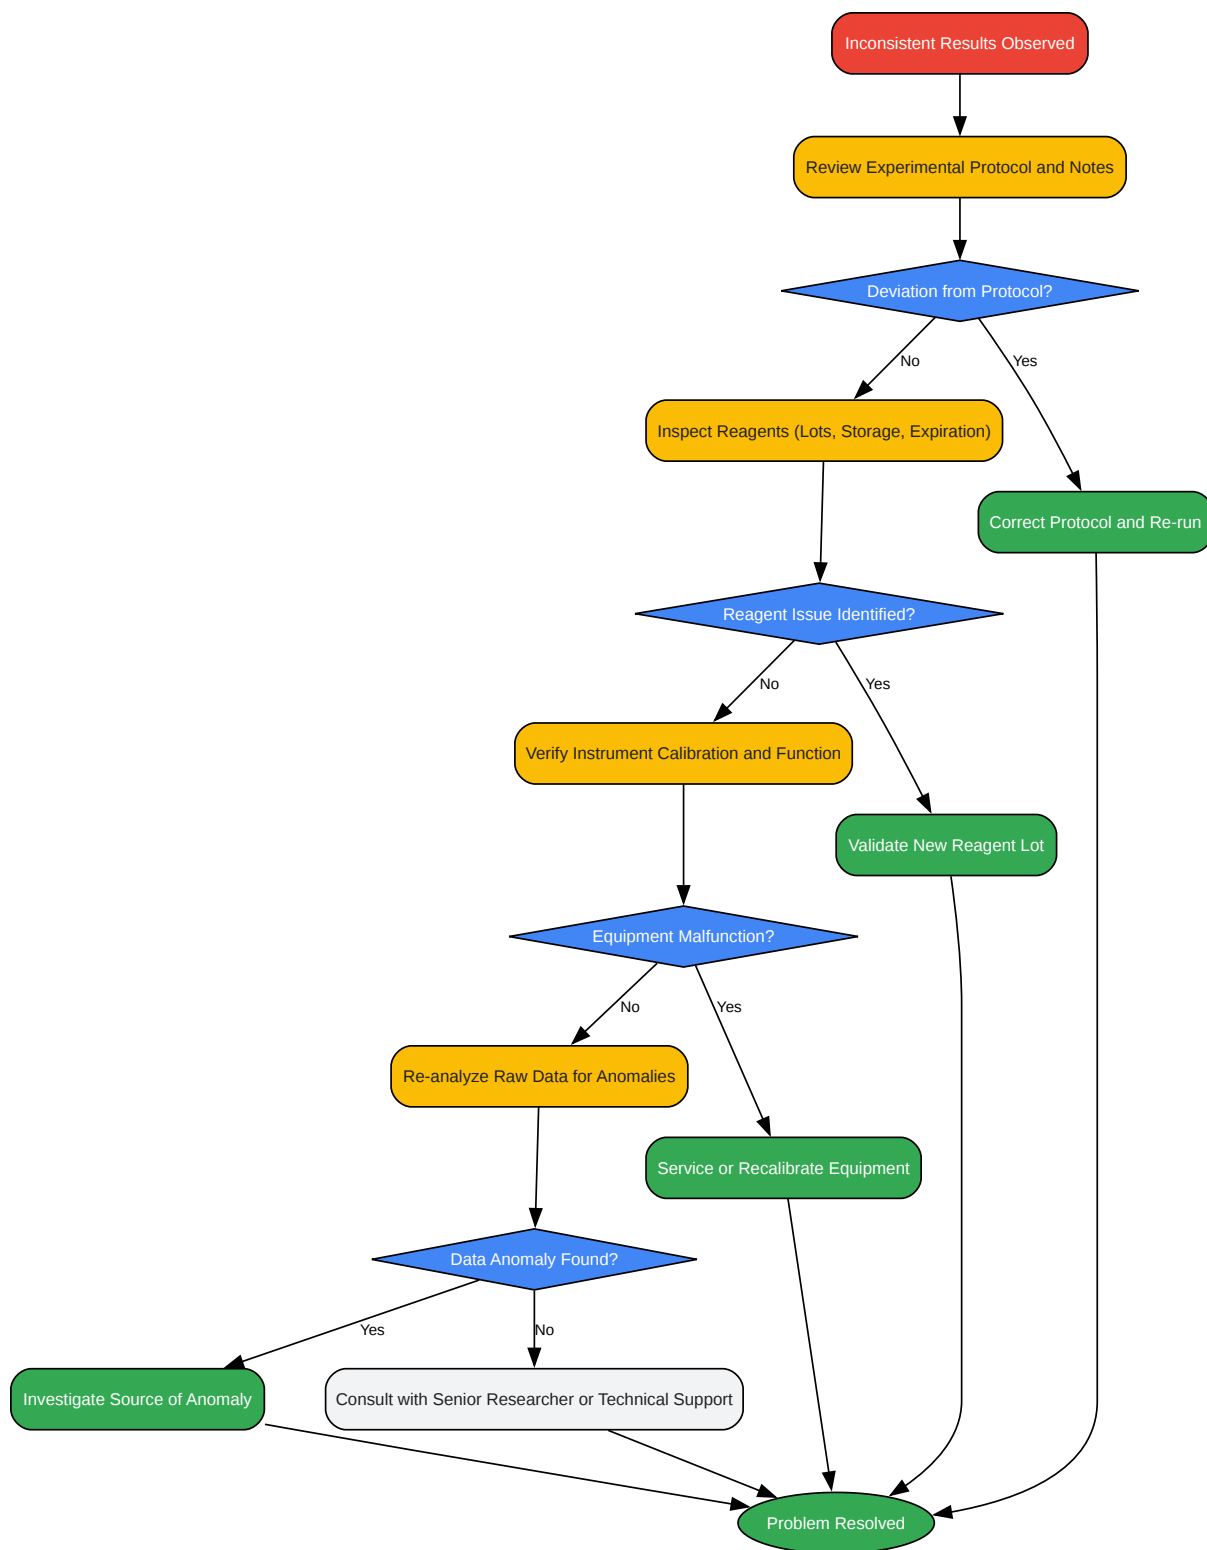 Inconsistent Results Observed
Review Experimental Protocol and Notes
Deviation from Protocol?
No
Yes
Inspect Reagents (Lots, Storage, Expiration)
Correct Protocol and Re-run
Reagent Issue Identified?
No
Yes
Verify Instrument Calibration and Function
Validate New Reagent Lot
Equipment Malfunction?
No
Yes
Re-analyze Raw Data for Anomalies
Service or Recalibrate Equipment
Data Anomaly Found?
Yes
No
Investigate Source of Anomaly
Consult with Senior Researcher or Technical Support
Problem Resolved